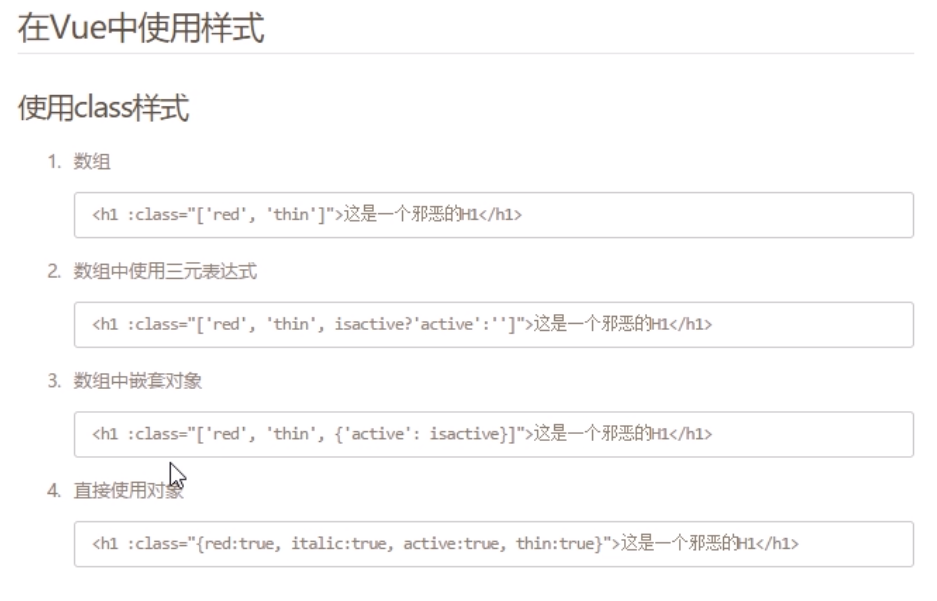 在Vue中使用样式
使用class样式
1. 数组
<h1 :class="['red', 'thin']">这是一个邪恶的H1</h1>
2. 数组中使用三元表达式
<h1 :class="['red', 'thin', isactive?'active':'']">这是一个邪恶的H1</h1>
3. 数组中嵌套对象
<h1 :class="['red', 'thin', {'active': isactive}]">这是一个邪恶的H1</h1>
4. 直接使用对象
<h1 :class="{red:true, italic:true, active:true, thin:true}">这是一个邪恶的H1</h1>